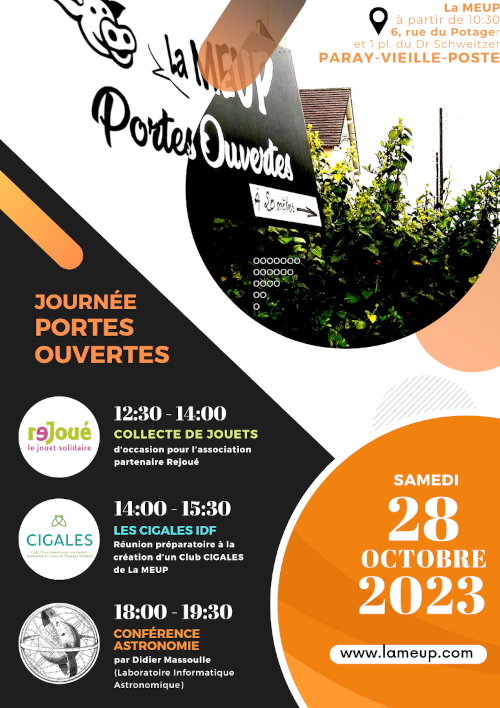 La MEUP
à partir de 10:30
6, rue du Potager
et 1 pl. du Dr Schweitzer
PARAY-VIEILLE-POSTE
La MEUP
Portes Ouvertes
À 20 mètres
JOURNÉE
PORTES
OUVERTES
rejoué
le jouet solidaire
12:30 - 14:00
COLLECTE DE JOUETS
d'occasion pour l'association
partenaire Rejoué
CIGALES
14:00 - 15:30
LES CIGALES IDF
Réunion préparatoire à la
création d'un Club CIGALES
de La MEUP
18:00 - 19:30
CONFÉRENCE
ASTRONOMIE
par Didier Massoulle
(Laboratoire Informatique
Astronomique)
SAMEDI
28
OCTOBRE
2023
www.lameup.com